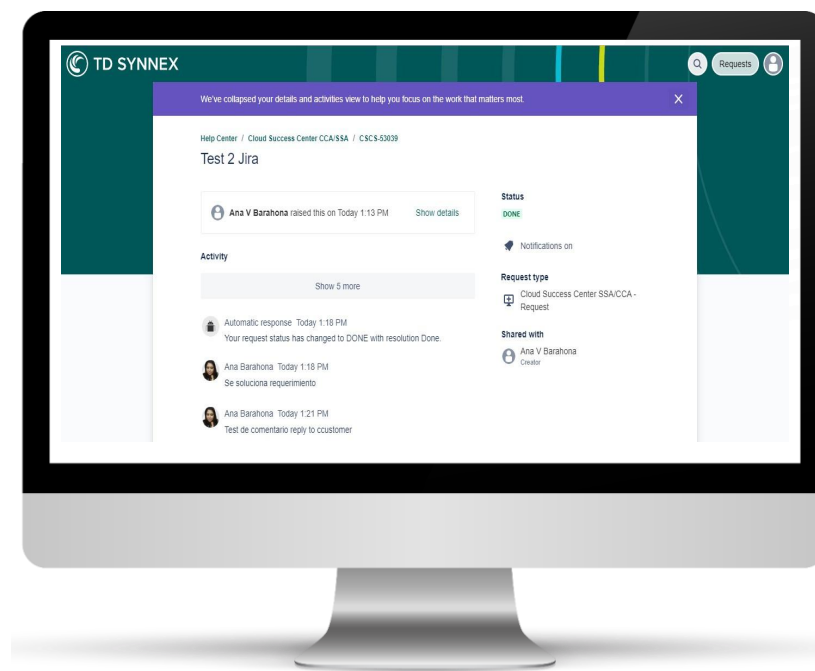 TD SYNNEX
Requests
We've collapsed your details and activities view to help you focus on the work that matters most.
X
Help Center / Cloud Success Center CCA/SSA / CSCS-53039
Test 2 Jira
Ana V Barahona raised this on Today 1:13 PM Show details
Activity
Show 5 more
Automatic response Today 1:18 PM
Your request status has changed to DONE with resolution Done.
Ana Barahona Today 1:18 PM
Se soluciona requerimiento
Ana Barahona Today 1:21 PM
Test de comentario reply to ccustomer
Status
DONE
Notifications on
Request type
Cloud Success Center SSA/CCA -
Request
Shared with
Ana V Barahona
Creator